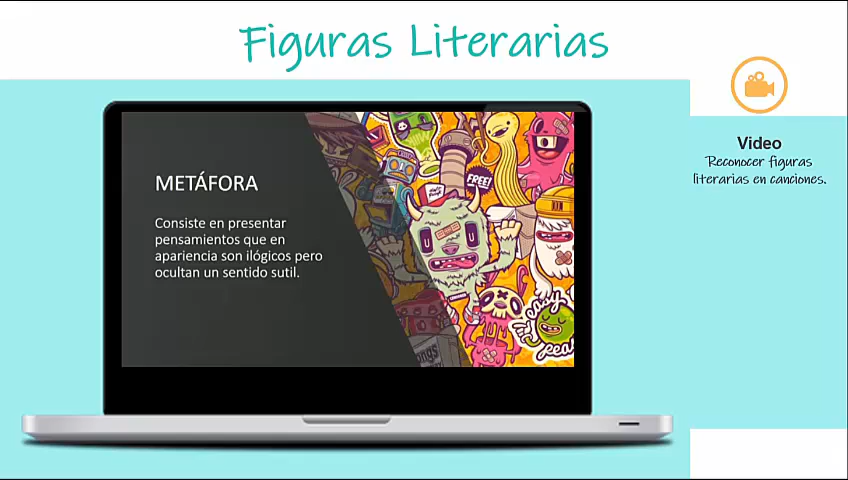 Figuras Literarias
Video
Reconocer figuras
literarias en canciones.
METÁFORA
Consiste en presentar
pensamientos que en
apariencia son ilógicos pero
ocultan un sentido sutil.
FREE!